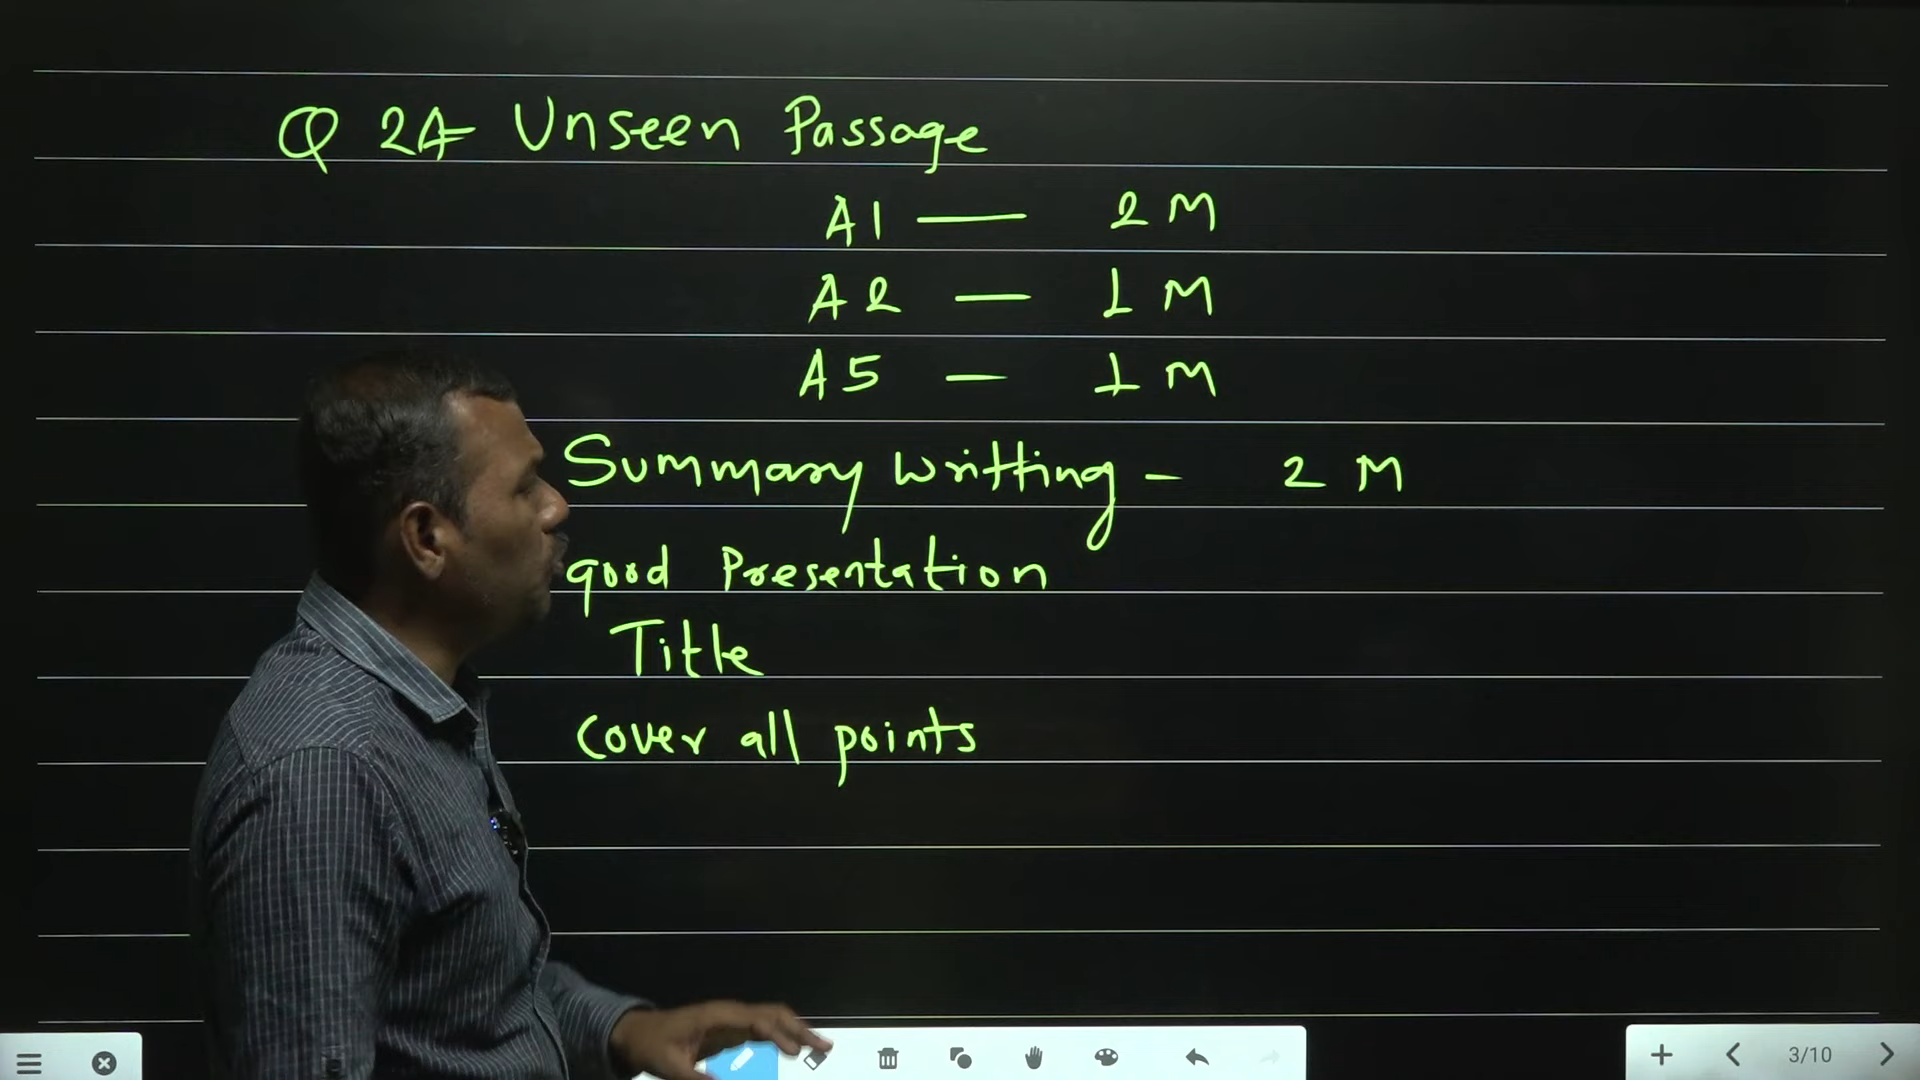 Q 2A Unseen Passage
A1 — 2 M
A2 — 1 M
A5 — 1 M
Summary Writting - 2 M
good Presentation
Title
Cover all points
3/10